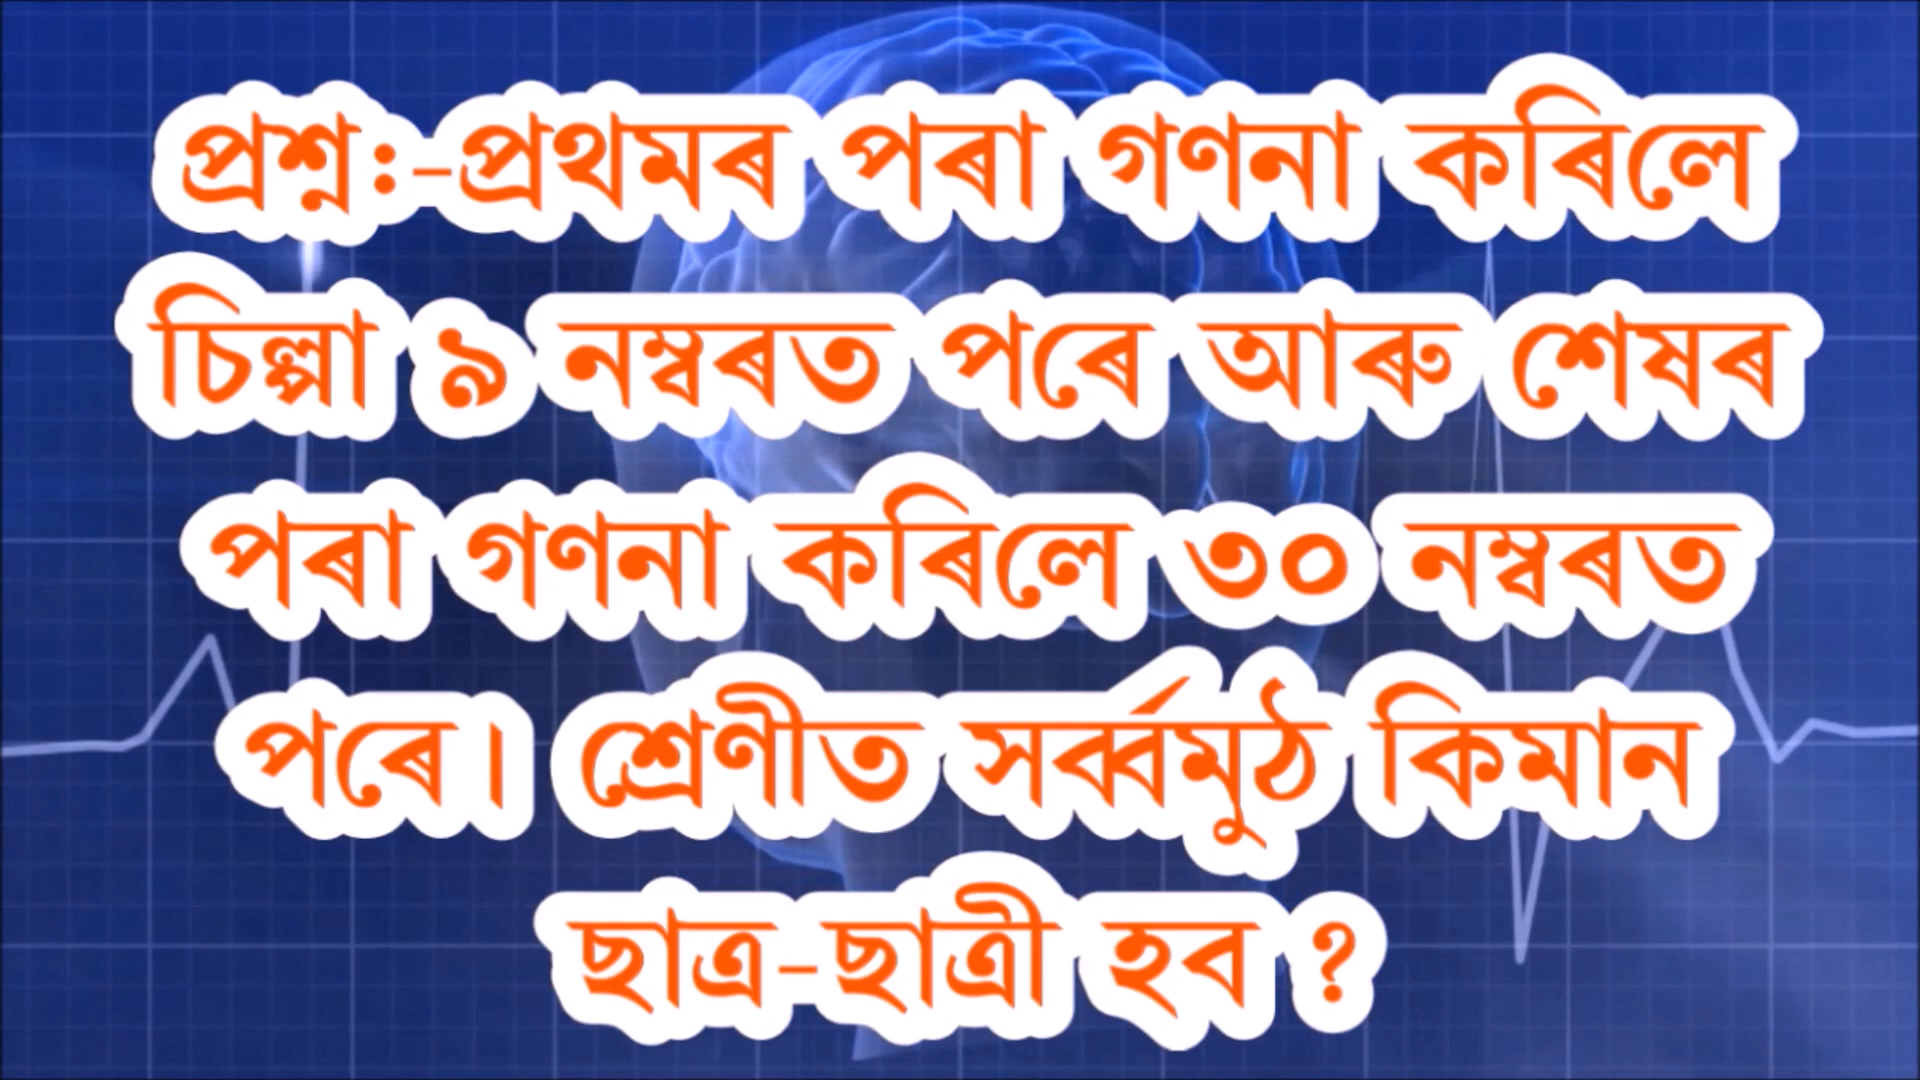 প্ৰশ্নঃ-প্ৰথমৰ পৰা গণনা কৰিলে
চিল্পা ৯ নম্বৰত পৰে আৰু শেষৰ
পৰা গণনা কৰিলে ৩০ নম্বৰত
পৰে। শ্ৰেণীত সৰ্ব্বমুঠ কিমান
ছাত্ৰ-ছাত্ৰী হব ?